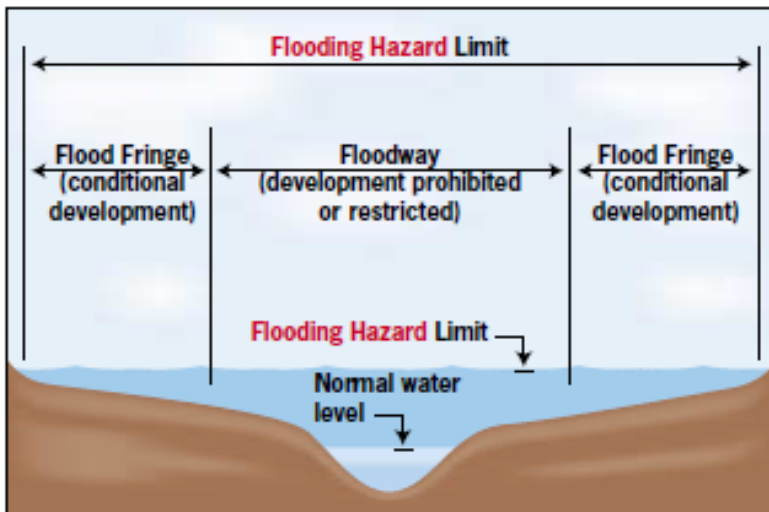 Flooding Hazard Limit
Flood Fringe
(conditional
development)
Floodway
(development prohibited
or restricted)
Flood Fringe
(conditional
development)
Flooding Hazard Limit
Normal water
level